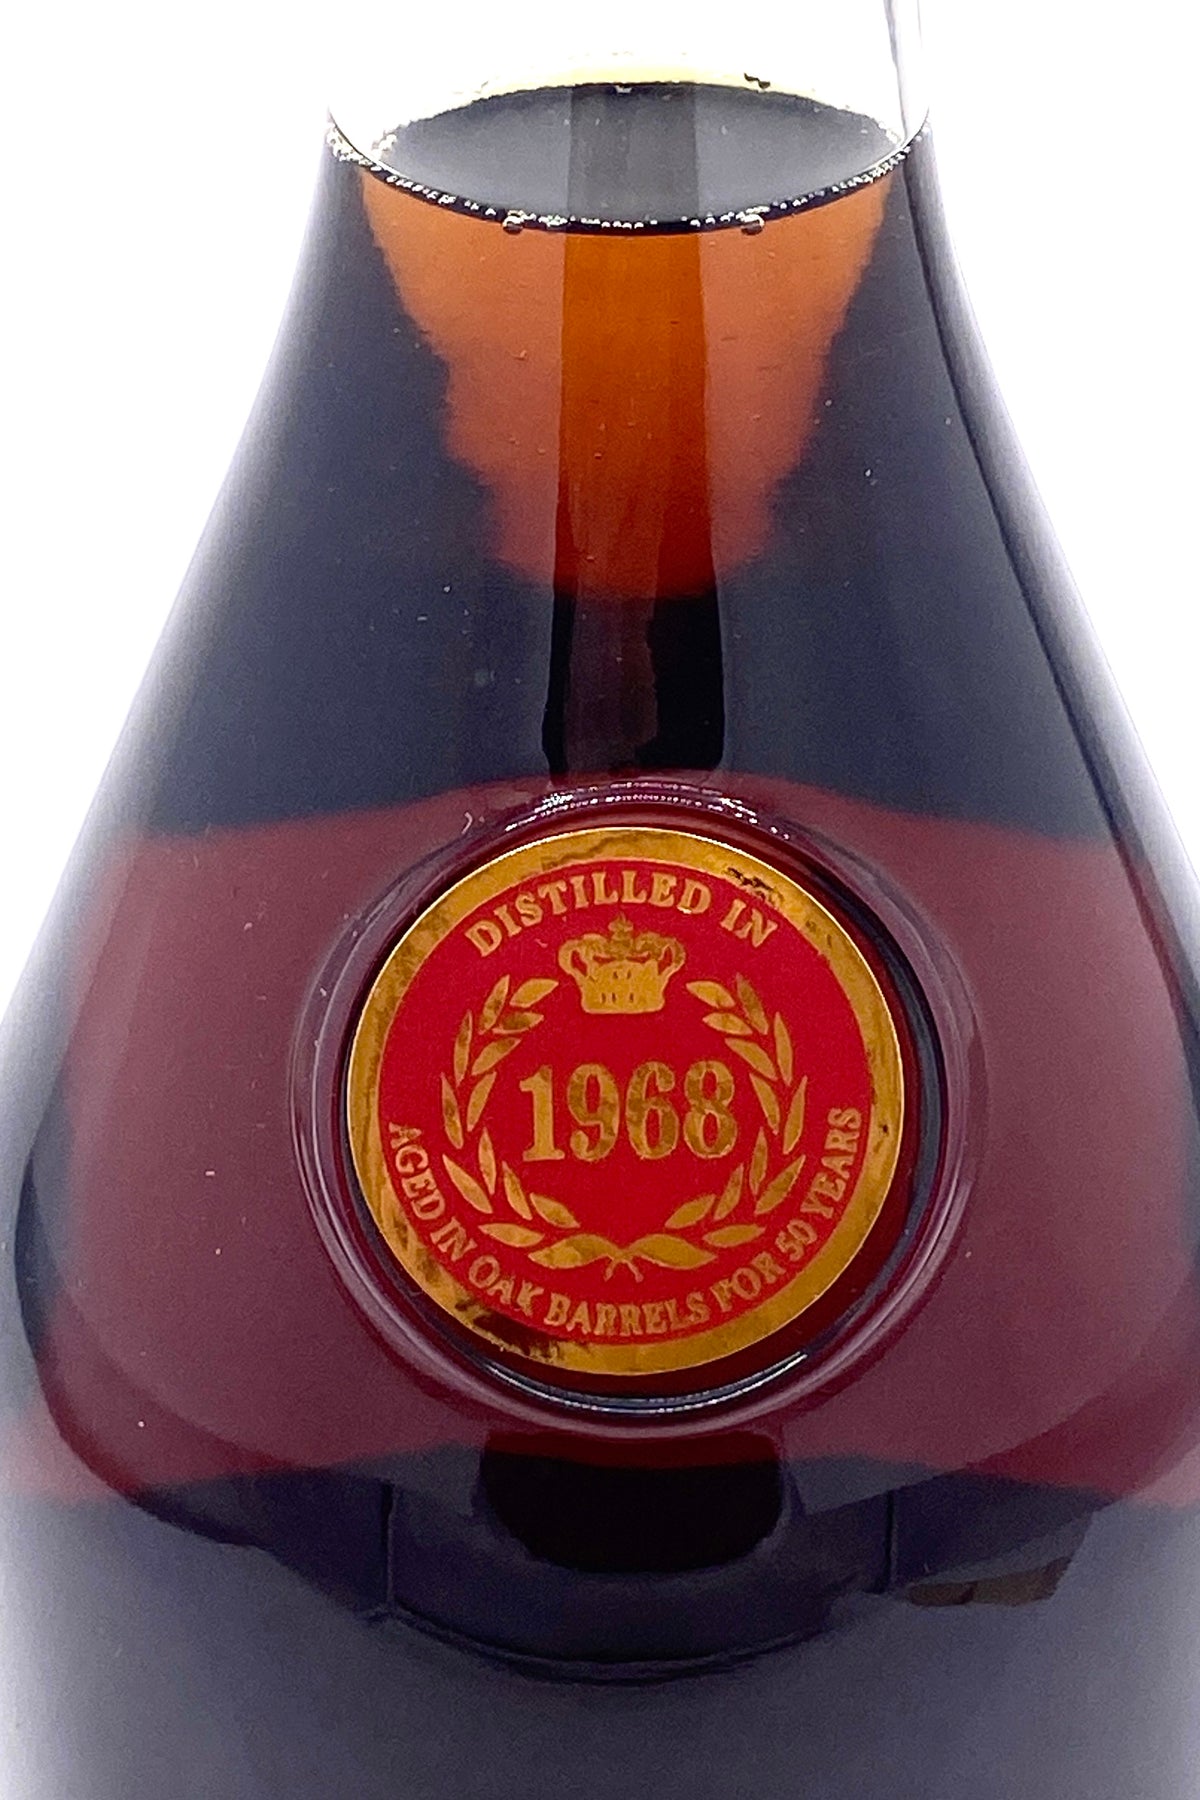 DISTILLED IN
1968
AGED IN OAK BARRELS FOR 50 YEARS